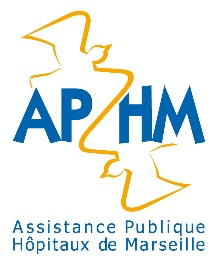 AP HM
Assistance Publique
Hôpitaux de Marseille